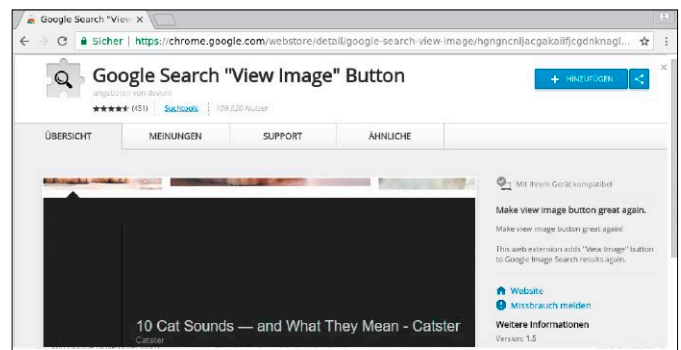 Google Search "View
Sicher | https://chrome.google.com/webstore/detail/google-search-view-image/
Google Search "View Image" Button
angeboten von devunt
(451) Suchtools 109.020 Nutzer
+ HINZUFÜGEN
ÜBERSICHT MEINUNGEN SUPPORT ÄHNLICHE
Mit Ihrem Gerät kompatibel
Make view image button great again.
Make view image button great again!
This web extension adds "View Image" button
to Google Image Search results again.
Website
Missbrauch melden
Weitere Informationen
Version: 1.5
10 Cat Sounds — and What They Mean - Catster
Catster